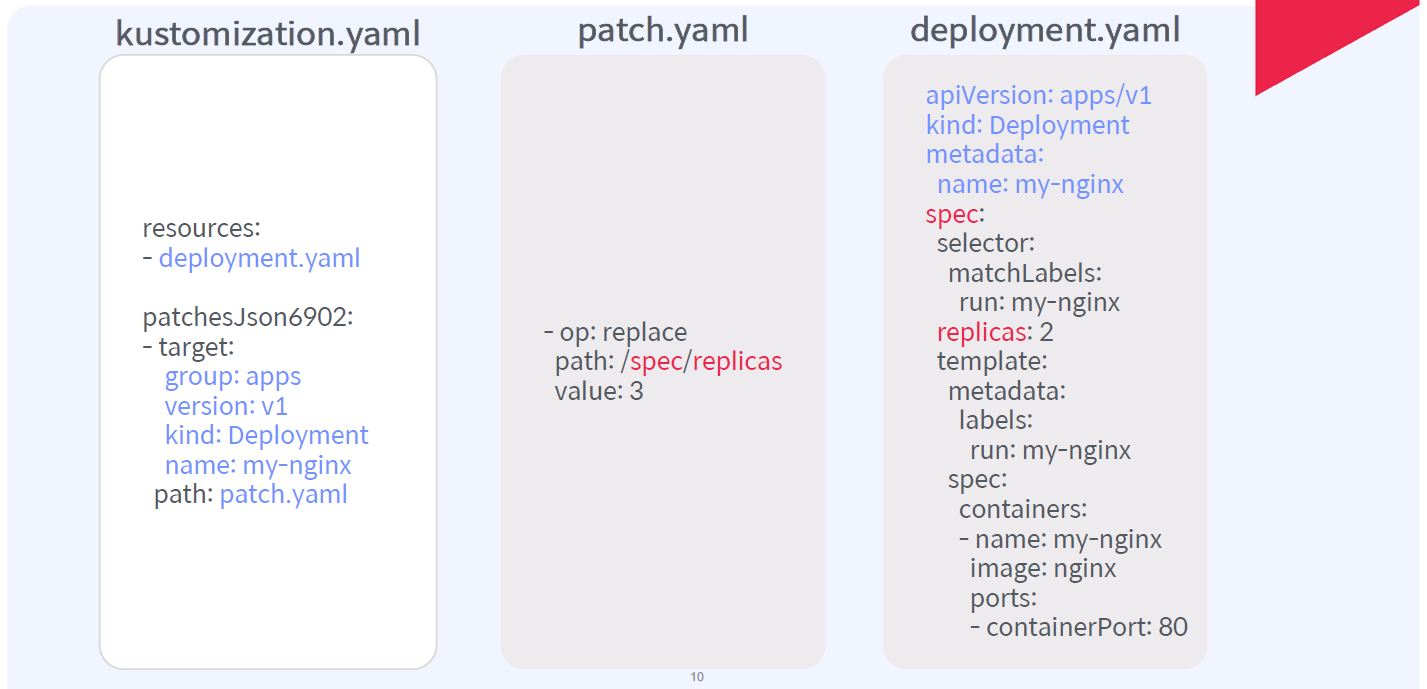 kustomization.yaml
resources:
- deployment.yaml
patchesJson6902:
- target:
group: apps
version: v1
kind: Deployment
name: my-nginx
path: patch.yaml
patch.yaml
- op: replace
path: /spec/replicas
value: 3
deployment.yaml
apiVersion: apps/v1
kind: Deployment
metadata:
name: my-nginx
spec:
selector:
matchLabels:
run: my-nginx
replicas: 2
template:
metadata:
labels:
run: my-nginx
spec:
containers:
- name: my-nginx
image: nginx
ports:
- containerPort: 80
10